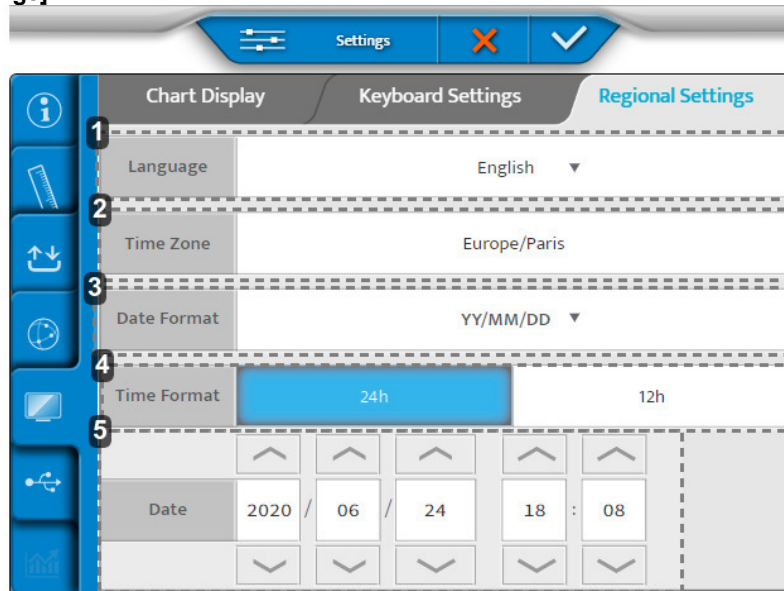 ge]
Settings
Chart Display Keyboard Settings Regional Settings
1
Language English
2
Time Zone Europe/Paris
3
Date Format YY/MM/DD
4
Time Format 24h 12h
5
Date 2020 / 06 / 24 18 : 08